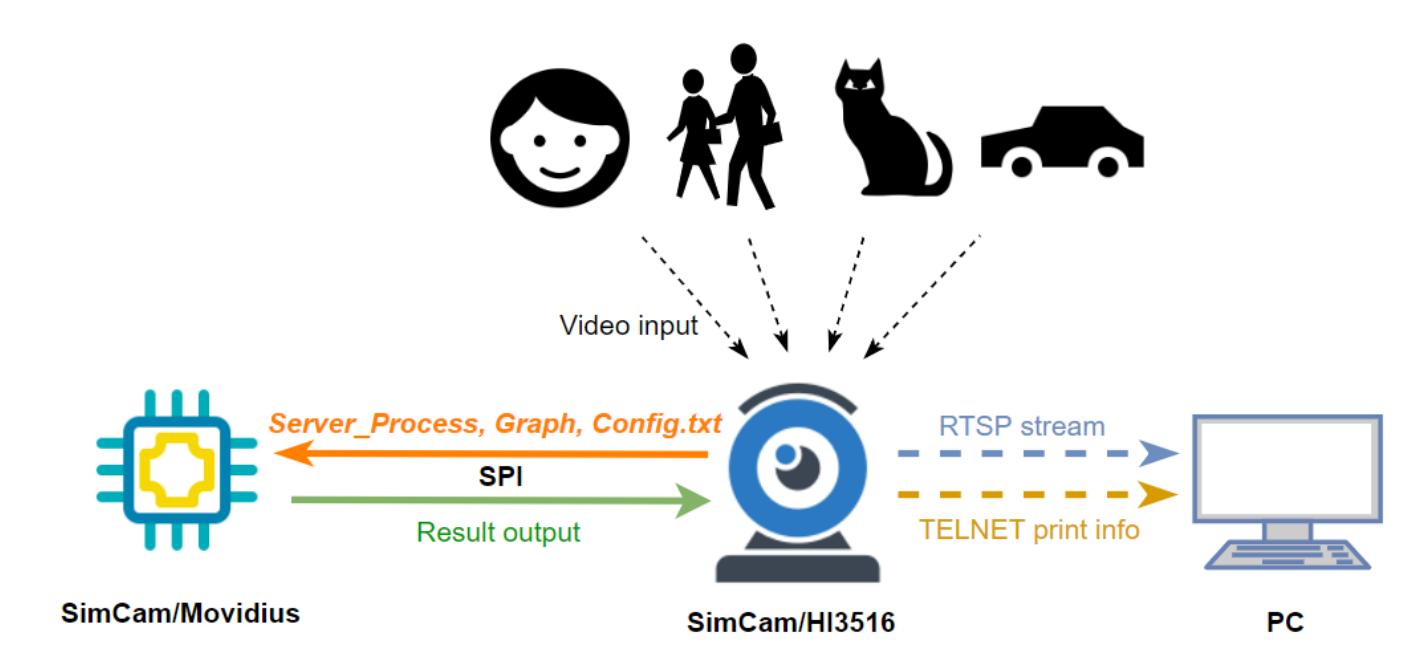 Video input
Server_Process, Graph, Config.txt
SPI
Result output
RTSP stream
TELNET print info
SimCam/Movidius
SimCam/HI3516
PC